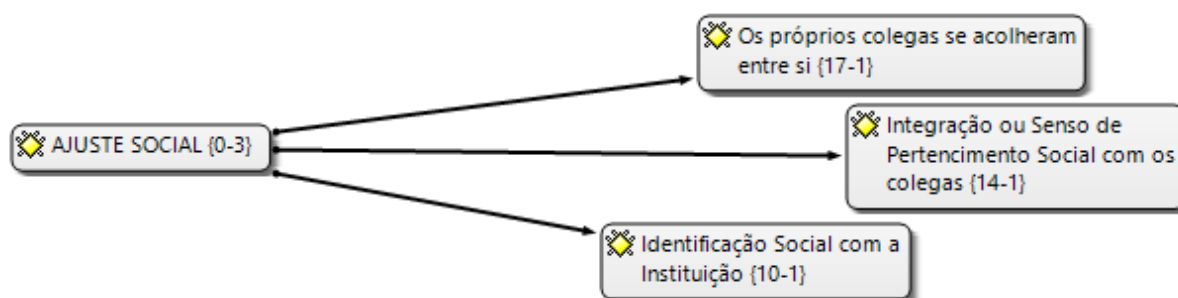 Os próprios colegas se acolheram
entre si {17-1}
AJUSTE SOCIAL {0-3}
Integração ou Senso de
Pertencimento Social com os
colegas {14-1}
Identificação Social com a
Instituição {10-1}